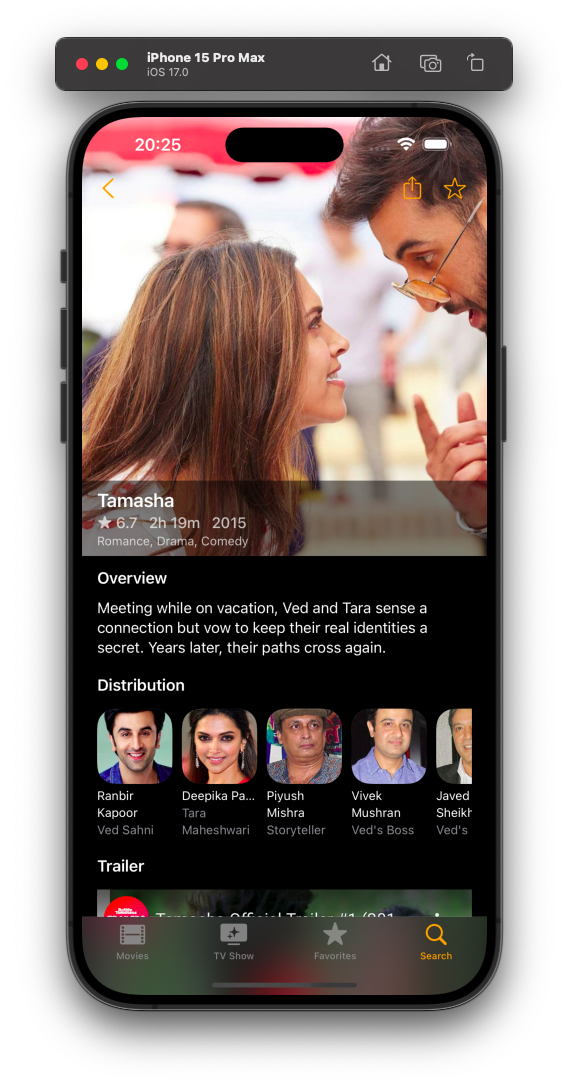 iPhone 15 Pro Max
iOS 17.0
20:25
Tamasha
6.7 2h 19m 2015
Romance, Drama, Comedy
Overview
Meeting while on vacation, Ved and Tara sense a
connection but vow to keep their real identities a
secret. Years later, their paths cross again.
Distribution
Ranbir
Kapoor
Ved Sahni
Deepika Pa...
Tara
Maheshwari
Piyush
Mishra
Storyteller
Vivek
Mushran
Ved's Boss
Javed
Sheikh
Ved's
Trailer
Tamasha Official Trailer #1 (201
Movies
TV Show
Favorites
Search